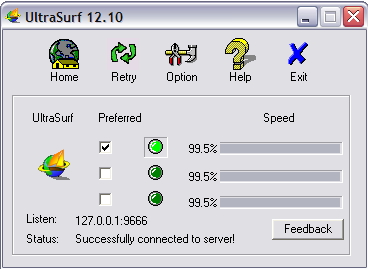 UltraSurf 12.10
Home Retry Option Help Exit
UltraSurf Preferred Speed
99.5%
99.5%
99.5%
Listen: 127.0.0.1:9666
Feedback
Status: Successfully connected to server!